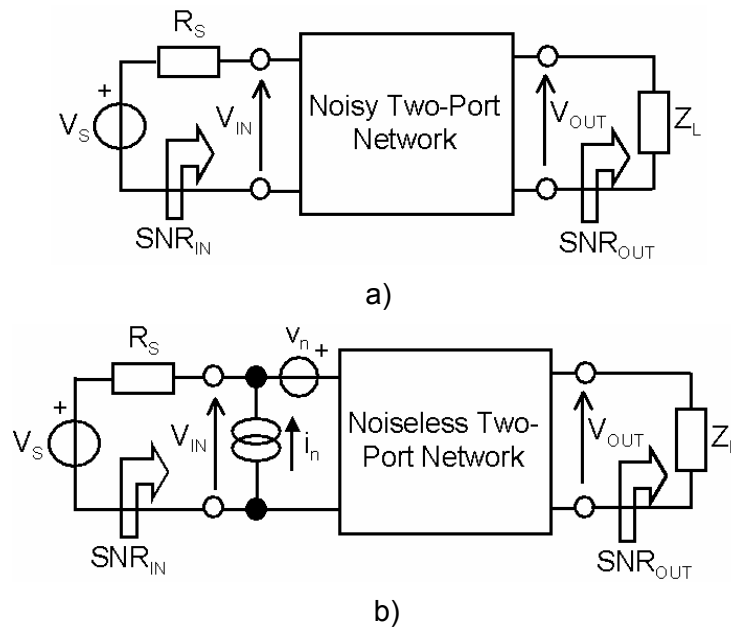 R_S
+
V_S
V_IN
SNR_IN
Noisy Two-Port
Network
V_OUT
Z_L
SNR_OUT
a)
R_S
v_n
+
+
V_S
V_IN
i_n
SNR_IN
Noiseless Two-
Port Network
V_OUT
Z
SNR_OUT
b)